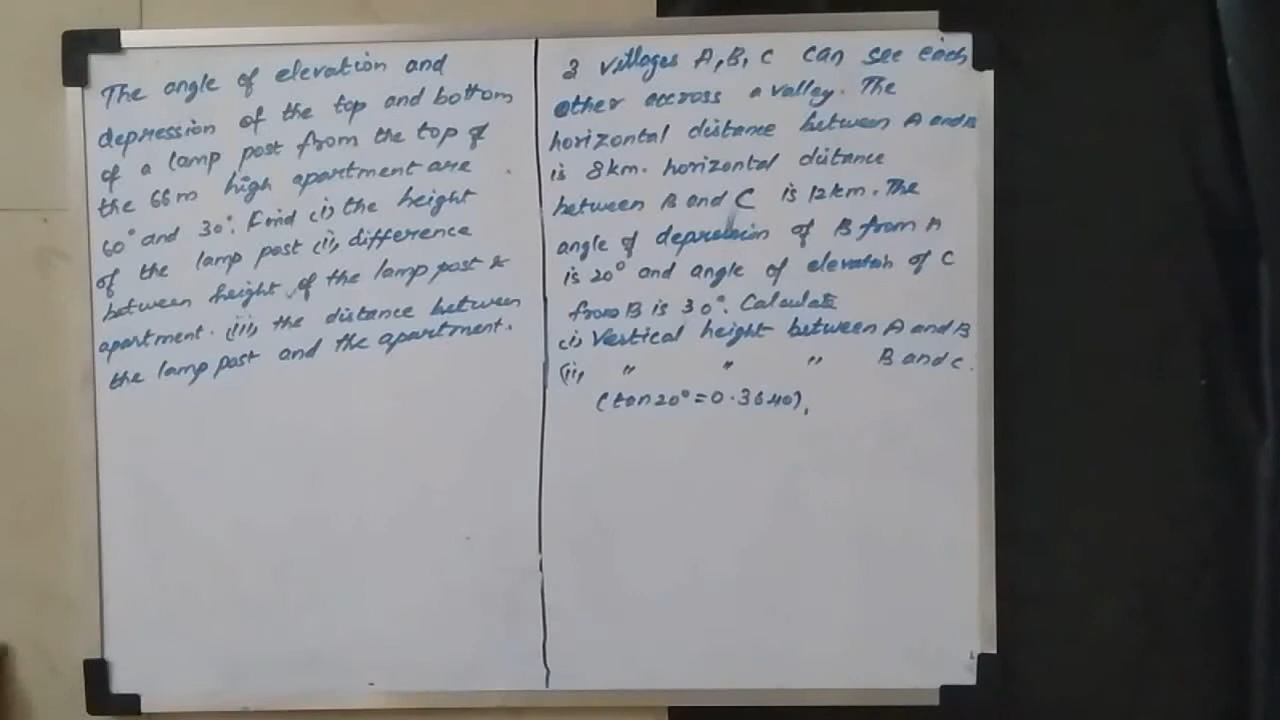 The angle of elevation and
depression of the top and bottom
of a lamp post from the top of
the 66m high apartment are
60° and 30°. Find (i) the height
of the lamp post (ii) difference
between height of the lamp post &
apartment. (iii) the distance between
the lamp post and the apartment.
3 villages A, B, C can see each
other accross a valley. The
horizontal distance between A and B
is 8km. horizontal distance
between B and C is 12km. The
angle of depression of B from A
is 20° and angle of elevation of C
from B is 30°. Calculate
(i) Vertical height between A and B
(ii) " " " B and C.
(tan20° = 0.3640),